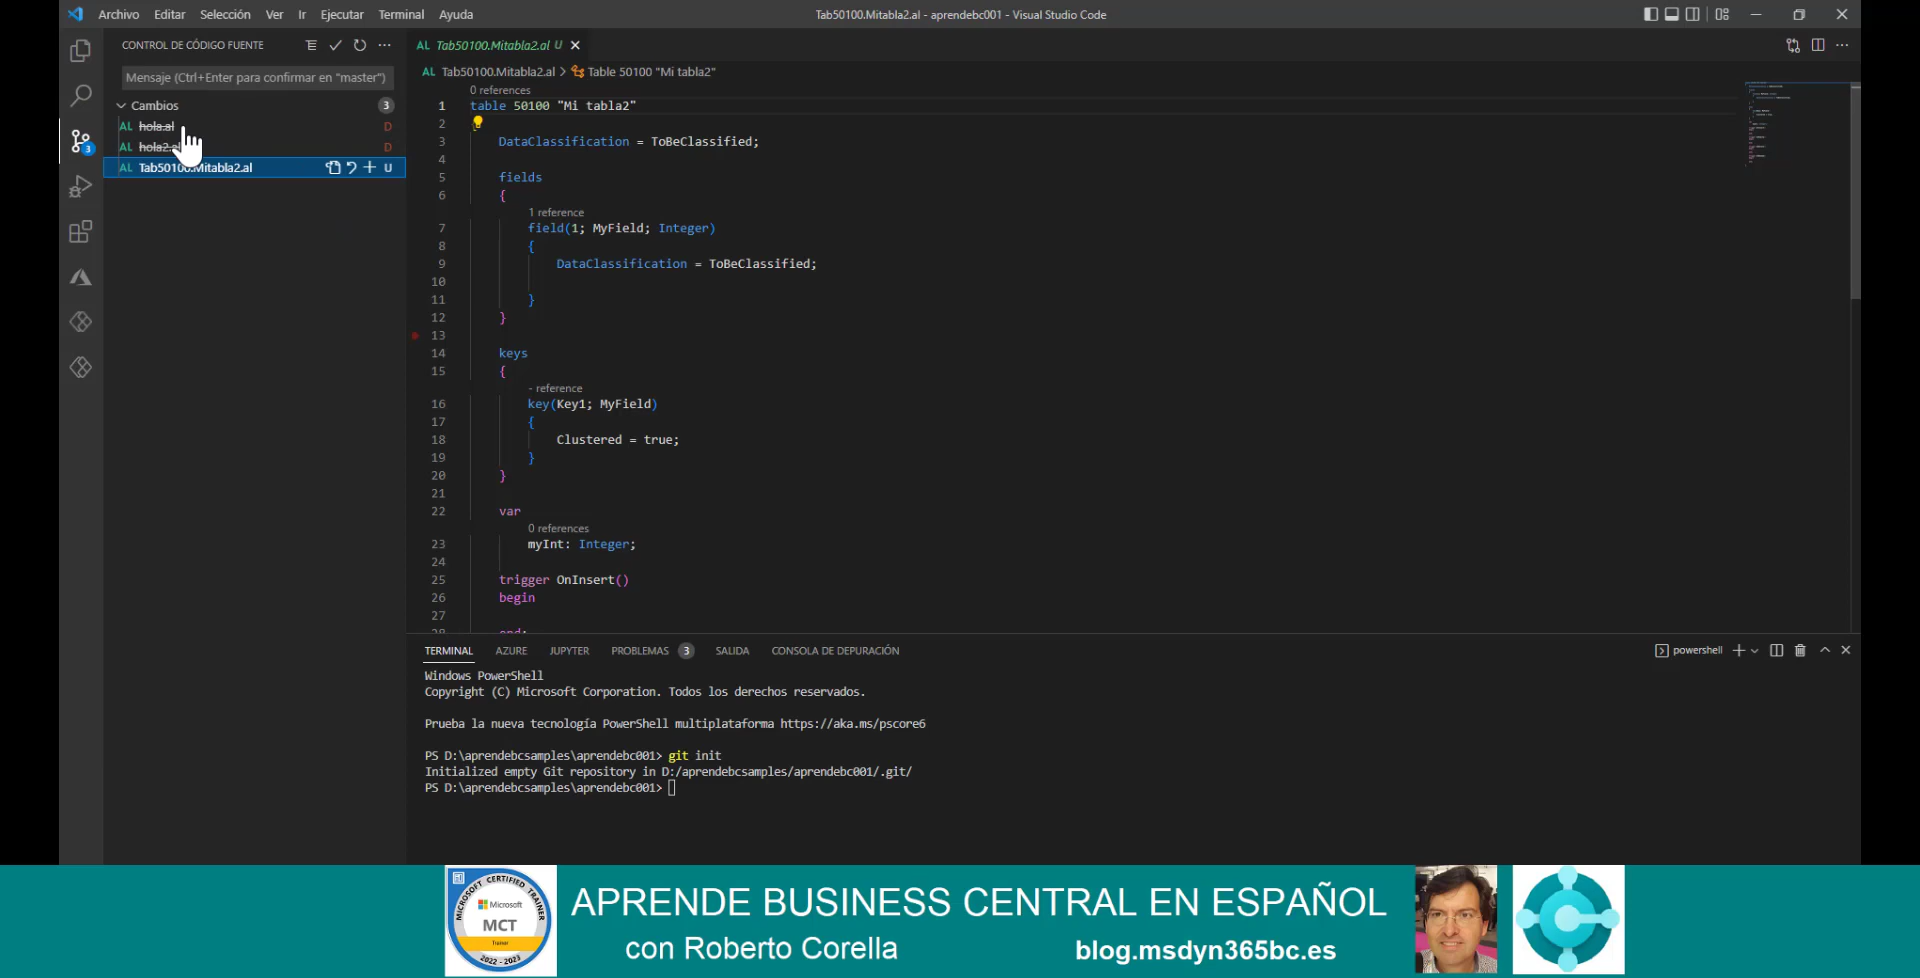 Archivo Editar Selección Ver Ir Ejecutar Terminal Ayuda
Tab50100.Mitabla2.al - aprendebc001 - Visual Studio Code
CONTROL DE CÓDIGO FUENTE
Mensaje (Ctrl+Enter para confirmar en "master")
Cambios 3
AL hola.al D
AL hola2.al D
AL Tab50100.Mitabla2.al U
3
AL Tab50100.Mitabla2.al U
AL Tab50100.Mitabla2.al > Table 50100 "Mi tabla2"
0 references
1 table 50100 "Mi tabla2"
2
3 DataClassification = ToBeClassified;
4
5 fields
6 {
1 reference
7 field(1; MyField; Integer)
8 {
9 DataClassification = ToBeClassified;
10
11 }
12 }
13
14 keys
15 {
- reference
16 key(Key1; MyField)
17 {
18 Clustered = true;
19 }
20 }
21
22 var
0 references
23 myInt: Integer;
24
25 trigger OnInsert()
26 begin
27
28 end;
TERMINAL AZURE JUPYTER PROBLEMAS 3 SALIDA CONSOLA DE DEPURACIÓN
powershell
Windows PowerShell
Copyright (C) Microsoft Corporation. Todos los derechos reservados.
Prueba la nueva tecnología PowerShell multiplataforma https://aka.ms/pscore6
PS D:\aprendebcsamples\aprendebc001> git init
Initialized empty Git repository in D:/aprendebcsamples/aprendebc001/.git/
PS D:\aprendebcsamples\aprendebc001>
MICROSOFT CERTIFIED TRAINER
Microsoft
MCT
Trainer
2022 - 2023
APRENDE BUSINESS CENTRAL EN ESPAÑOL
con Roberto Corella
blog.msdyn365bc.es